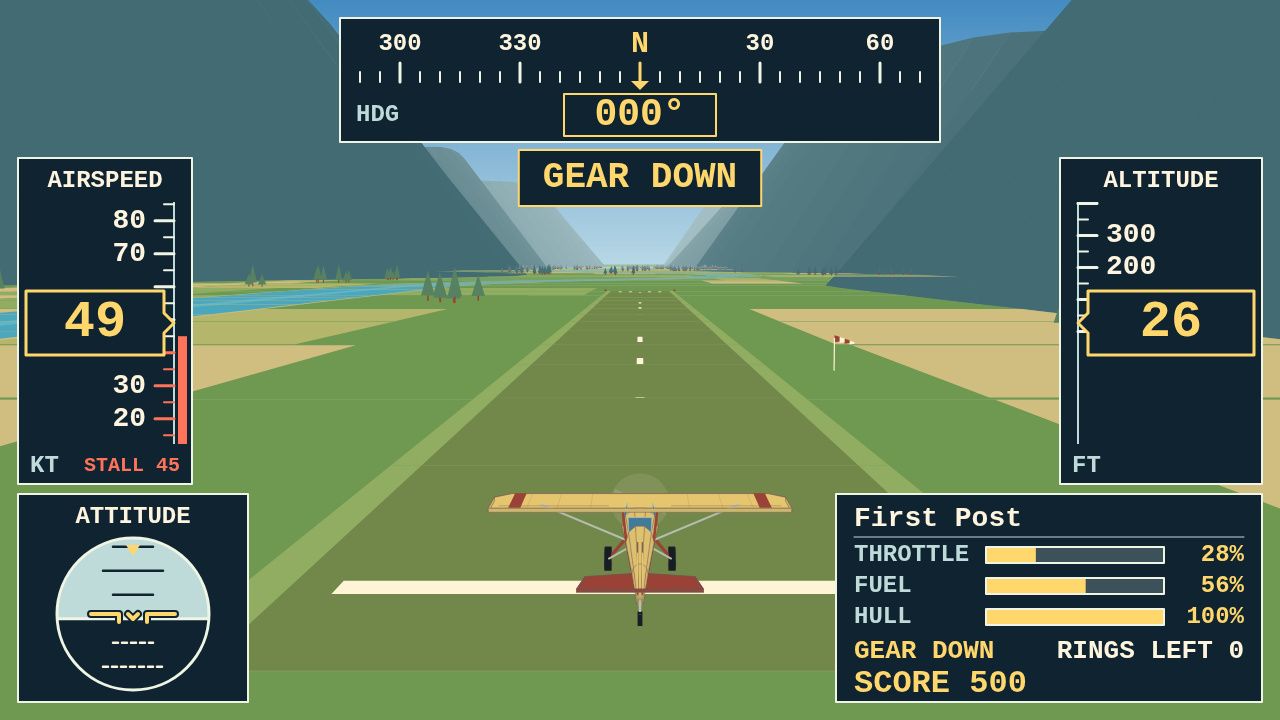 300 330 N 30 60
HDG 000°
GEAR DOWN
AIRSPEED
80
70
49
30
20
KT STALL 45
ALTITUDE
300
200
26
FT
ATTITUDE
First Post
THROTTLE 28%
FUEL 56%
HULL 100%
GEAR DOWN RINGS LEFT 0
SCORE 500